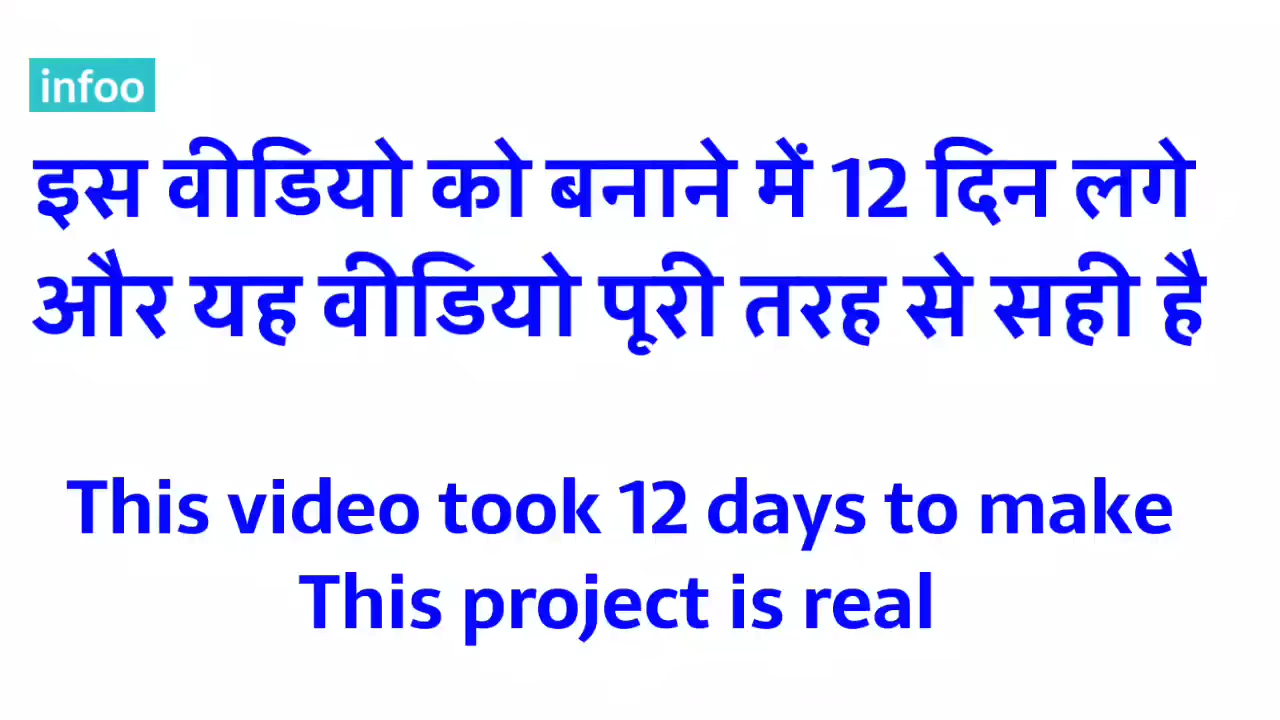 infoo
इस वीडियो को बनाने में 12 दिन लगे
और यह वीडियो पूरी तरह से सही है
This video took 12 days to make
This project is real